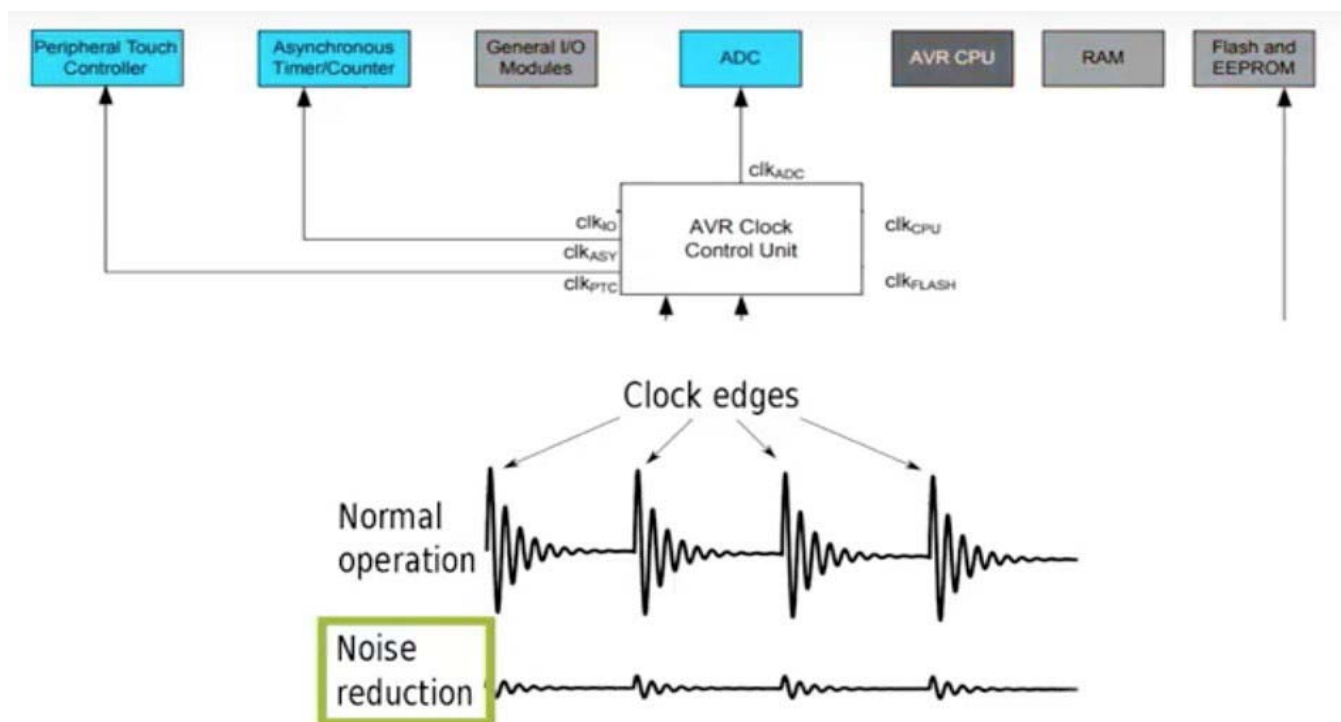 Peripheral Touch
Controller
Asynchronous
Timer/Counter
General I/O
Modules
ADC
AVR CPU
RAM
Flash and
EEPROM
clkADC
clkIO
clkASY
clkPTC
AVR Clock
Control Unit
clkCPU
clkFLASH
Clock edges
Normal
operation
Noise
reduction